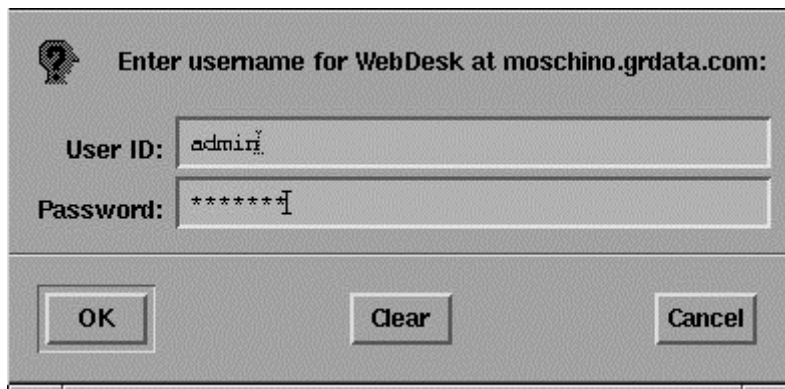 Enter username for WebDesk at moschino.grdata.com:
User ID: admin
Password: *******
OK Clear Cancel